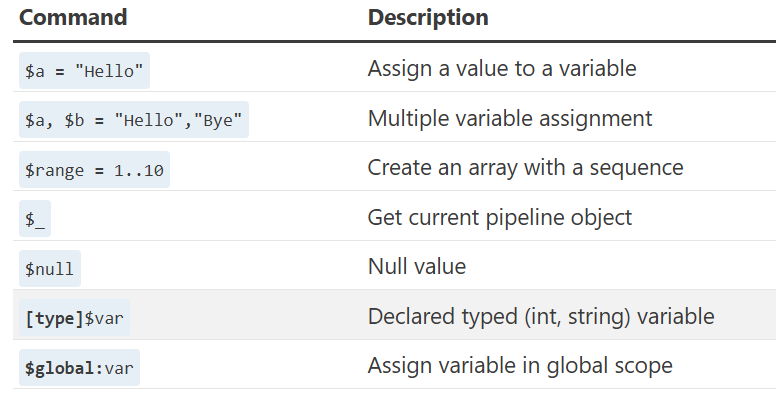 Command Description
$a = "Hello" Assign a value to a variable
$a, $b = "Hello","Bye" Multiple variable assignment
$range = 1..10 Create an array with a sequence
$_ Get current pipeline object
$null Null value
[type]$var Declared typed (int, string) variable
$global:var Assign variable in global scope